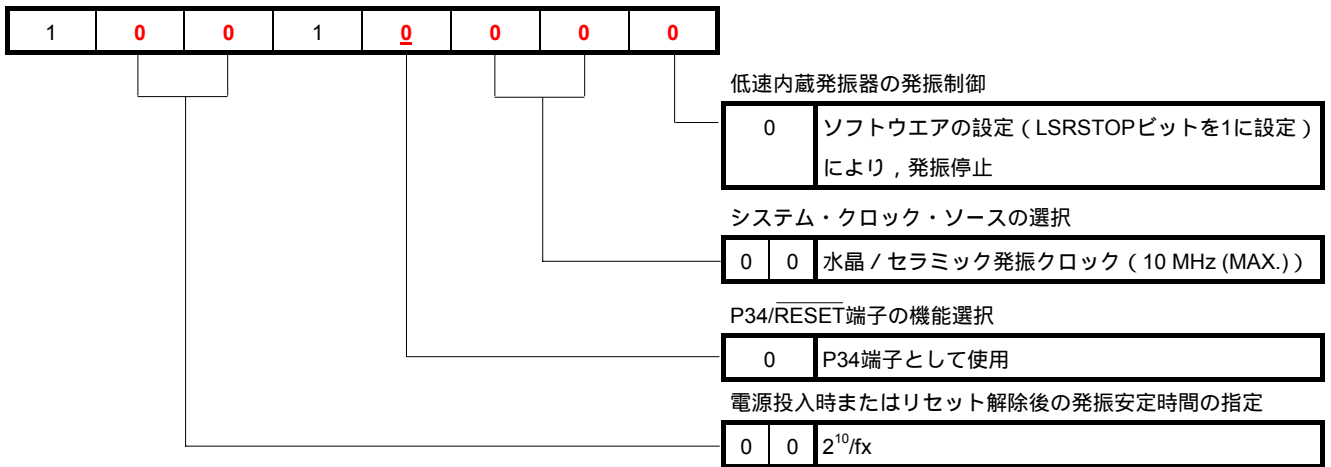 1 0 0 1 0 0 0 0
低速内蔵発振器の発振制御
0 ソフトウエアの設定（LSRSTOPビットを1に設定）
により，発振停止
システム・クロック・ソースの選択
0 0 水晶／セラミック発振クロック（10 MHz (MAX.)）
P34/RESET端子の機能選択
0 P34端子として使用
電源投入時またはリセット解除後の発振安定時間の指定
0 0 2¹⁰/fx